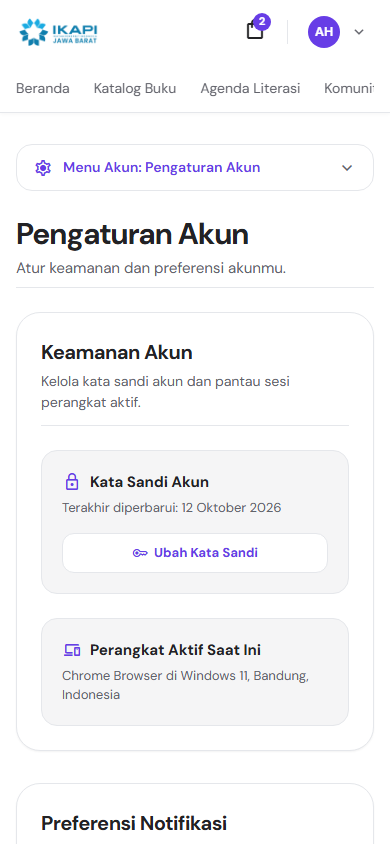 IKAPI
JAWA BARAT
2
AH
Beranda Katalog Buku Agenda Literasi Komuni
Menu Akun: Pengaturan Akun
Pengaturan Akun
Atur keamanan dan preferensi akunmu.
Keamanan Akun
Kelola kata sandi akun dan pantau sesi
perangkat aktif.
Kata Sandi Akun
Terakhir diperbarui: 12 Oktober 2026
Ubah Kata Sandi
Perangkat Aktif Saat Ini
Chrome Browser di Windows 11, Bandung,
Indonesia
Preferensi Notifikasi